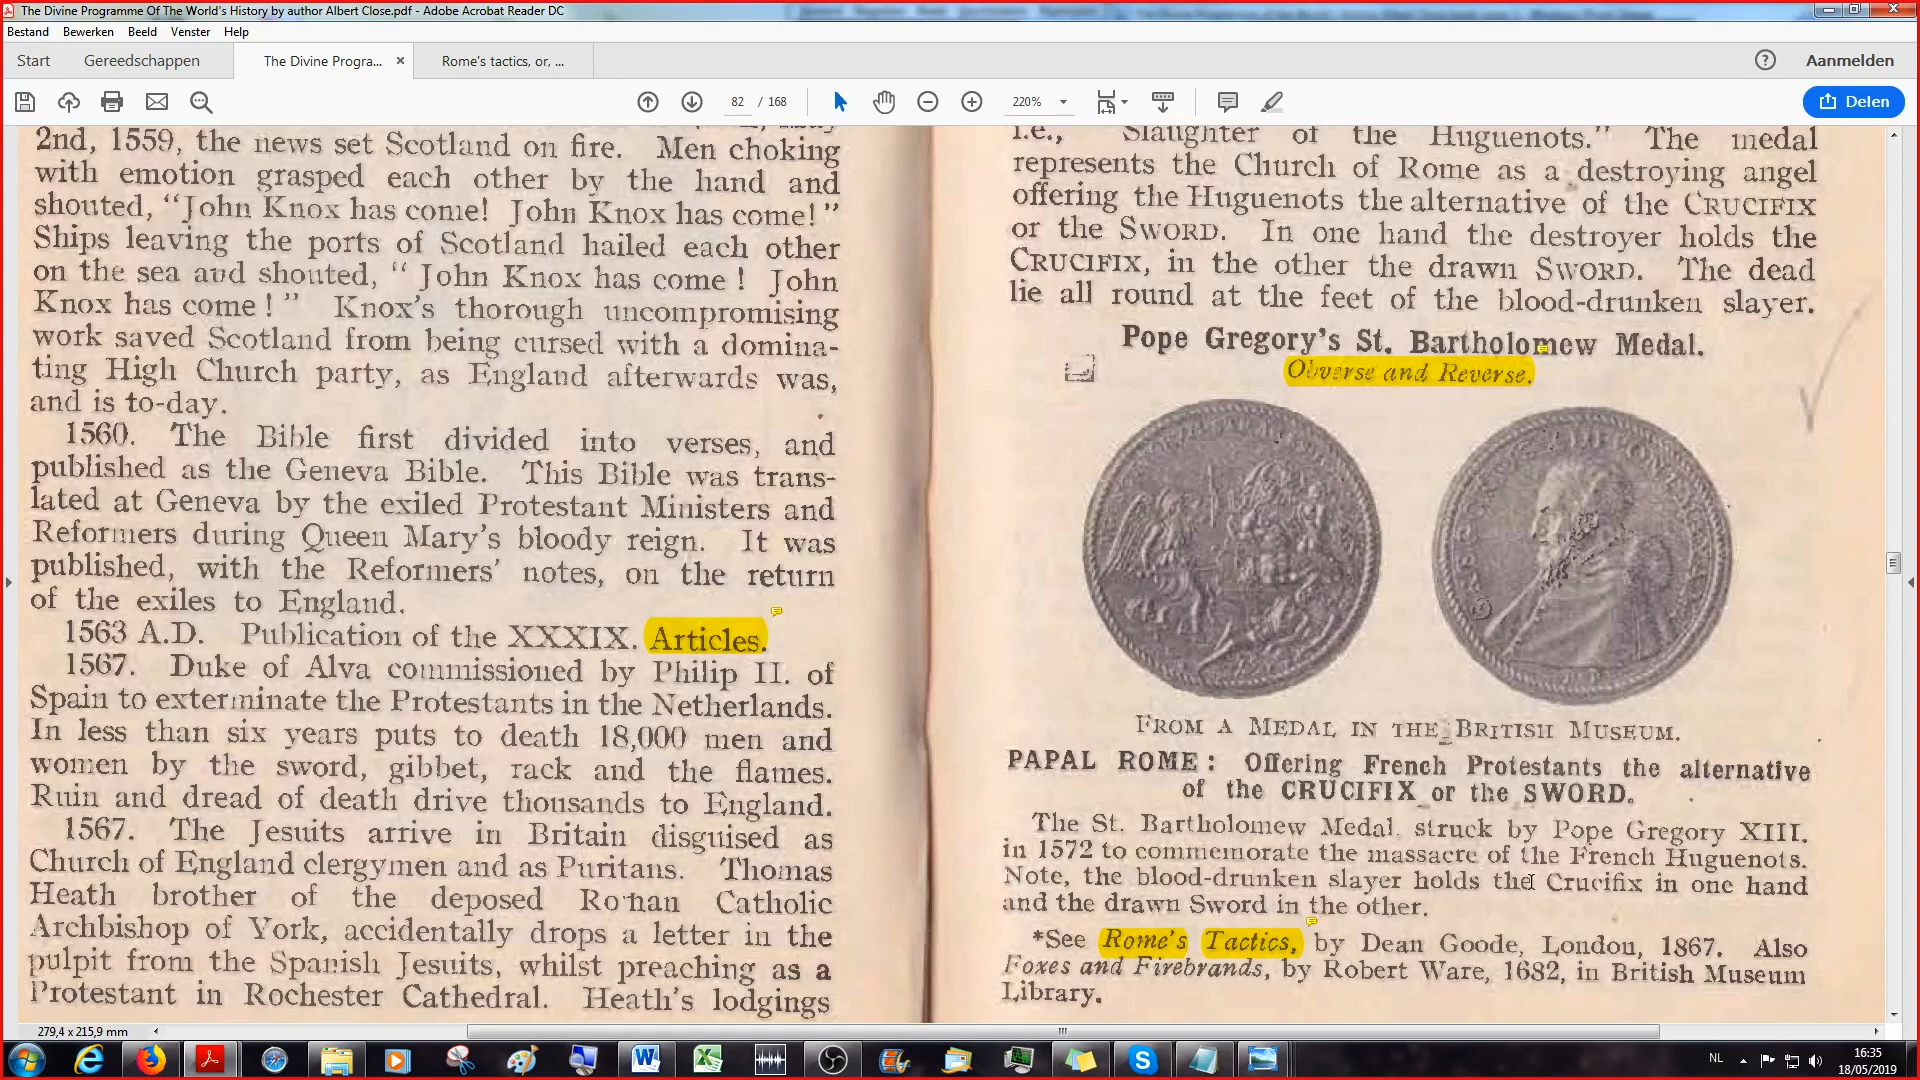 The Divine Programme Of The World's History by author Albert Close.pdf - Adobe Acrobat Reader DC
Bestand Bewerken Beeld Venster Help
Start Gereedschappen The Divine Progra... × Rome's tactics, or, ... Aanmelden
82 / 168 220% Delen
2nd, 1559, the news set Scotland on fire. Men choking
with emotion grasped each other by the hand and
shouted, "John Knox has come! John Knox has come!"
Ships leaving the ports of Scotland hailed each other
on the sea and shouted, "John Knox has come! John
Knox has come!" Knox's thorough uncompromising
work saved Scotland from being cursed with a domina-
ting High Church party, as England afterwards was,
and is to-day.
1560. The Bible first divided into verses, and
published as the Geneva Bible. This Bible was trans-
lated at Geneva by the exiled Protestant Ministers and
Reformers during Queen Mary's bloody reign. It was
published, with the Reformers' notes, on the return
of the exiles to England.
1563 A.D. Publication of the XXXIX. Articles.
1567. Duke of Alva commissioned by Philip II. of
Spain to exterminate the Protestants in the Netherlands.
In less than six years puts to death 18,000 men and
women by the sword, gibbet, rack and the flames.
Ruin and dread of death drive thousands to England.
1567. The Jesuits arrive in Britain disguised as
Church of England clergymen and as Puritans. Thomas
Heath brother of the deposed Roman Catholic
Archbishop of York, accidentally drops a letter in the
pulpit from the Spanish Jesuits, whilst preaching as a
Protestant in Rochester Cathedral. Heath's lodgings
i.e., Slaughter of the Huguenots." The medal
represents the Church of Rome as a destroying angel
offering the Huguenots the alternative of the CRUCIFIX
or the SWORD. In one hand the destroyer holds the
CRUCIFIX, in the other the drawn SWORD. The dead
lie all round at the feet of the blood-drunken slayer.
Pope Gregory's St. Bartholomew Medal.
Obverse and Reverse.
FROM A MEDAL IN THE BRITISH MUSEUM.
PAPAL ROME: Offering French Protestants the alternative
of the CRUCIFIX or the SWORD.
The St. Bartholomew Medal, struck by Pope Gregory XIII.
in 1572 to commemorate the massacre of the French Huguenots.
Note, the blood-drunken slayer holds the Crucifix in one hand
and the drawn Sword in the other.
*See Rome's Tactics, by Dean Goode, London, 1867. Also
Foxes and Firebrands, by Robert Ware, 1682, in British Museum
Library.
279,4 x 215,9 mm
NL 16:35
18/05/2019